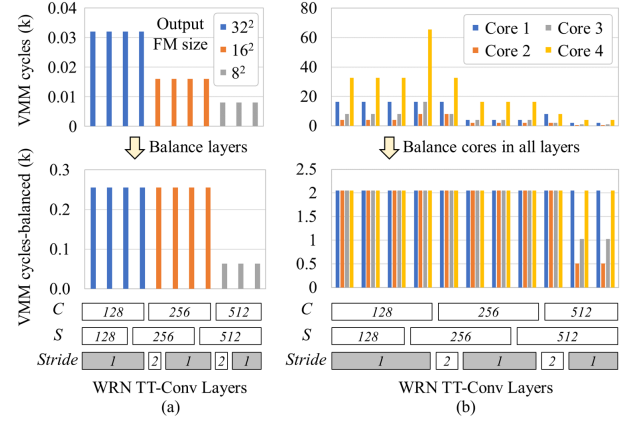 VMM cycles (k)
0.04
0.03
0.02
0.01
0
Output
FM size
32²
16²
8²
Balance layers
VMM cycles-balanced (k)
0.3
0.2
0.1
0.0
C
128
256
512
S
128
256
512
Stride
1
2
1
2
1
WRN TT-Conv Layers
(a)
80
60
40
20
0
Core 1
Core 3
Core 2
Core 4
Balance cores in all layers
2.5
2
1.5
1
0.5
0
C
128
256
512
S
128
256
512
Stride
1
2
1
2
1
WRN TT-Conv Layers
(b)